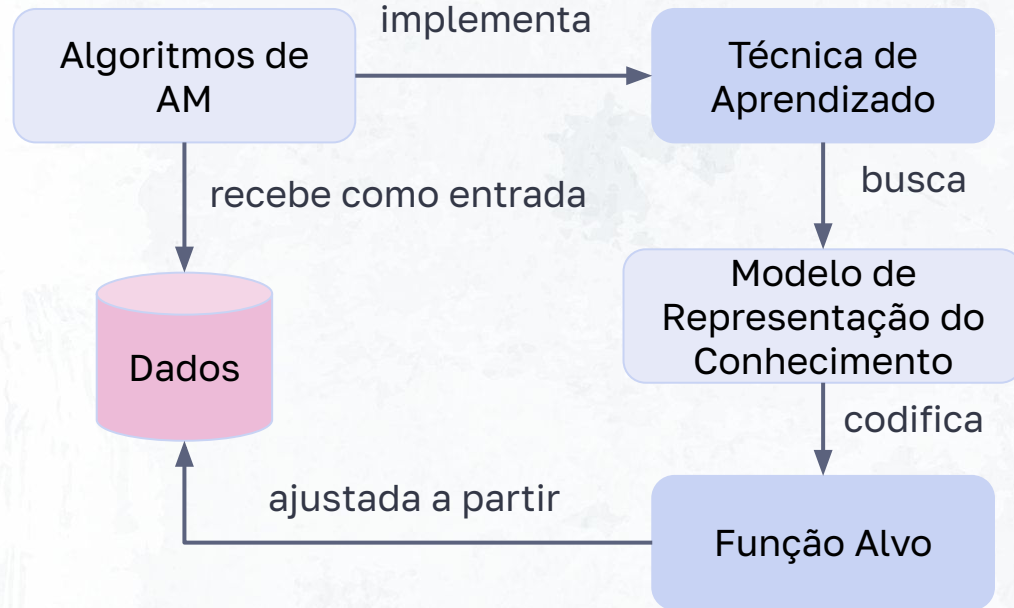 implementa
Algoritmos de
AM
Técnica de
Aprendizado
recebe como entrada
busca
Modelo de
Representação do
Conhecimento
Dados
codifica
ajustada a partir
Função Alvo